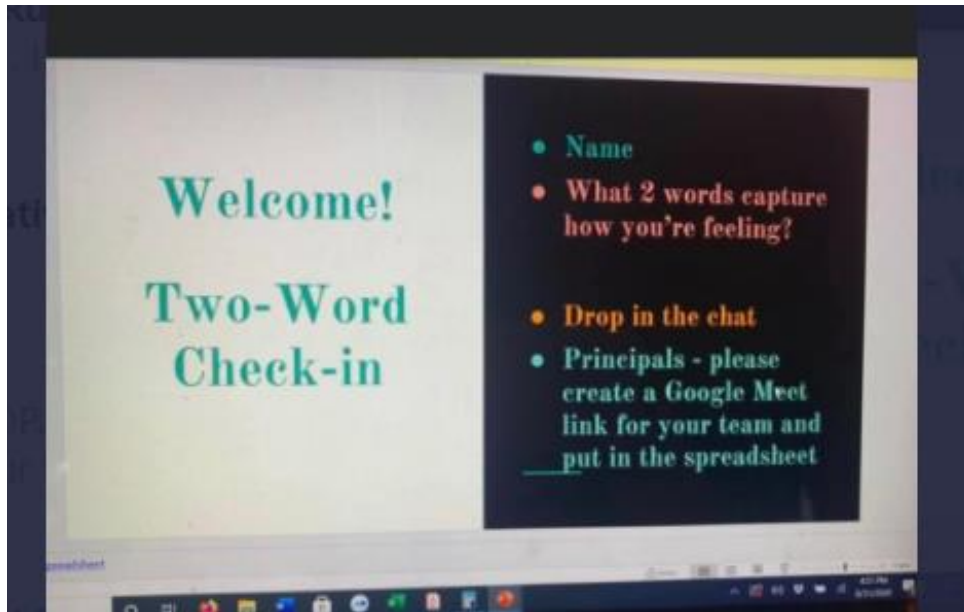 Welcome!
Two-Word
Check-in
• Name
• What 2 words capture
how you're feeling?
• Drop in the chat
• Principals - please
create a Google Meet
link for your team and
put in the spreadsheet